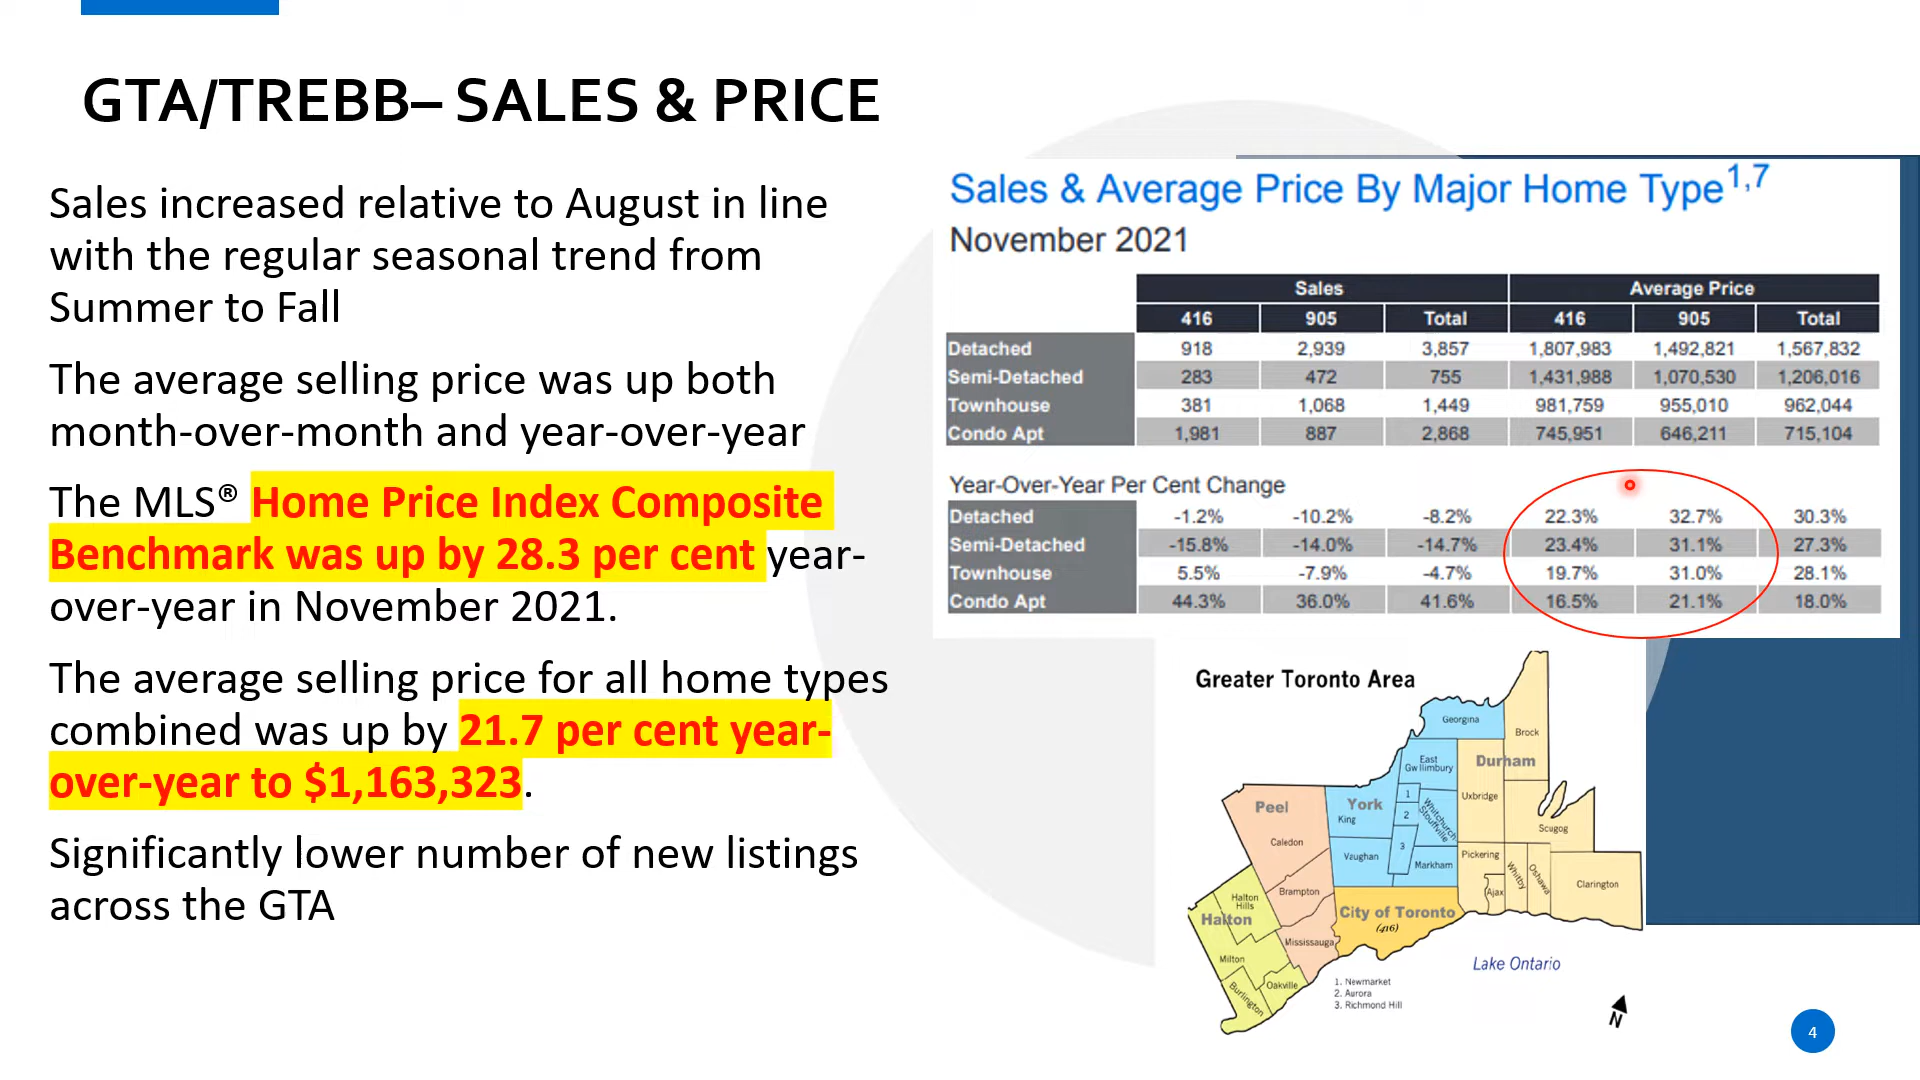 GTA/TREBB– SALES & PRICE
Sales increased relative to August in line
with the regular seasonal trend from
Summer to Fall
The average selling price was up both
month-over-month and year-over-year
The MLS® Home Price Index Composite
Benchmark was up by 28.3 per cent year-
over-year in November 2021.
The average selling price for all home types
combined was up by 21.7 per cent year-
over-year to $1,163,323.
Significantly lower number of new listings
across the GTA
Sales & Average Price By Major Home Type1,7
November 2021
Sales Average Price
416 905 Total 416 905 Total
Detached 918 2,939 3,857 1,807,983 1,492,821 1,567,832
Semi-Detached 283 472 755 1,431,988 1,070,530 1,206,016
Townhouse 381 1,068 1,449 981,759 955,010 962,044
Condo Apt 1,981 887 2,868 745,951 646,211 715,104
Year-Over-Year Per Cent Change
Detached -1.2% -10.2% -8.2% 22.3% 32.7% 30.3%
Semi-Detached -15.8% -14.0% -14.7% 23.4% 31.1% 27.3%
Townhouse 5.5% -7.9% -4.7% 19.7% 31.0% 28.1%
Condo Apt 44.3% 36.0% 41.6% 16.5% 21.1% 18.0%
Greater Toronto Area
Georgina
Brock
East
Gwillimbury
Durham
Uxbridge
Peel
York
King
1
2
Whitchurch
Stouffville
Scugog
Caledon
Vaughan
3
Markham
Pickering
Whitby
Oshawa
Clarington
Ajax
Brampton
Halton
Hills
Halton
City of Toronto
(416)
Mississauga
Milton
Oakville
Burlington
Lake Ontario
1. Newmarket
2. Aurora
3. Richmond Hill
N
4